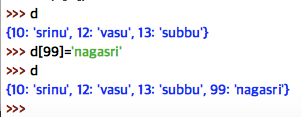 >>> d
{10: 'srinu', 12: 'vasu', 13: 'subbu'}
>>> d[99]='nagasri'
>>> d
{10: 'srinu', 12: 'vasu', 13: 'subbu', 99: 'nagasri'}
>>>